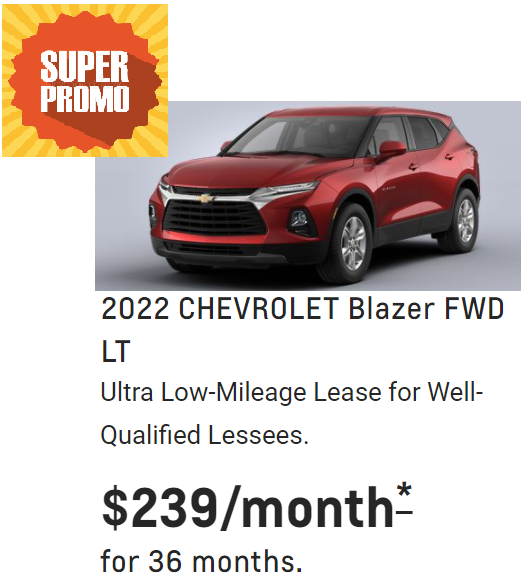 SUPER
PROMO
2022 CHEVROLET Blazer FWD
LT
Ultra Low-Mileage Lease for Well-
Qualified Lessees.
$239/month*
for 36 months.